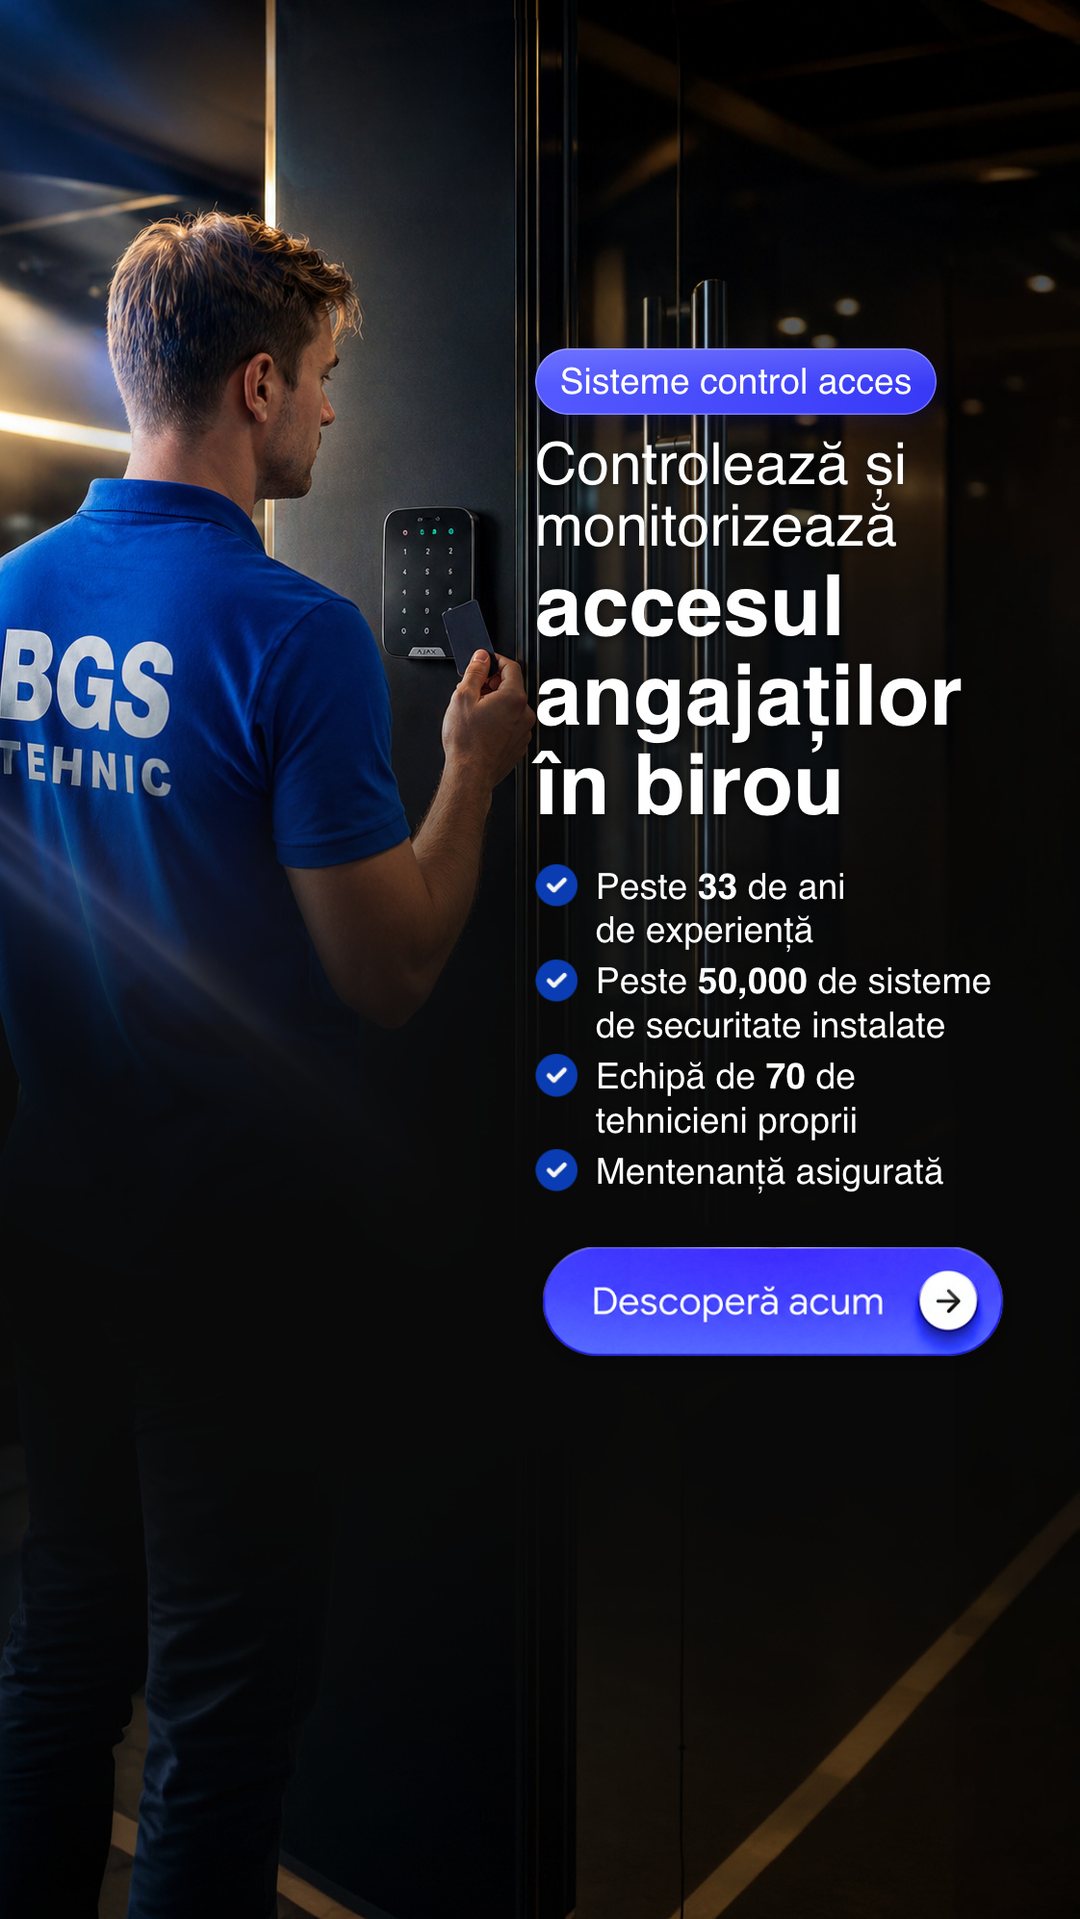 Sisteme control acces
Controlează și
monitorizează
accesul
angajaților
în birou
BGS
TEHNIC
AJAX
Peste 33 de ani
de experiență
Peste 50,000 de sisteme
de securitate instalate
Echipă de 70 de
tehnicieni proprii
Mentenanță asigurată
Descoperă acum